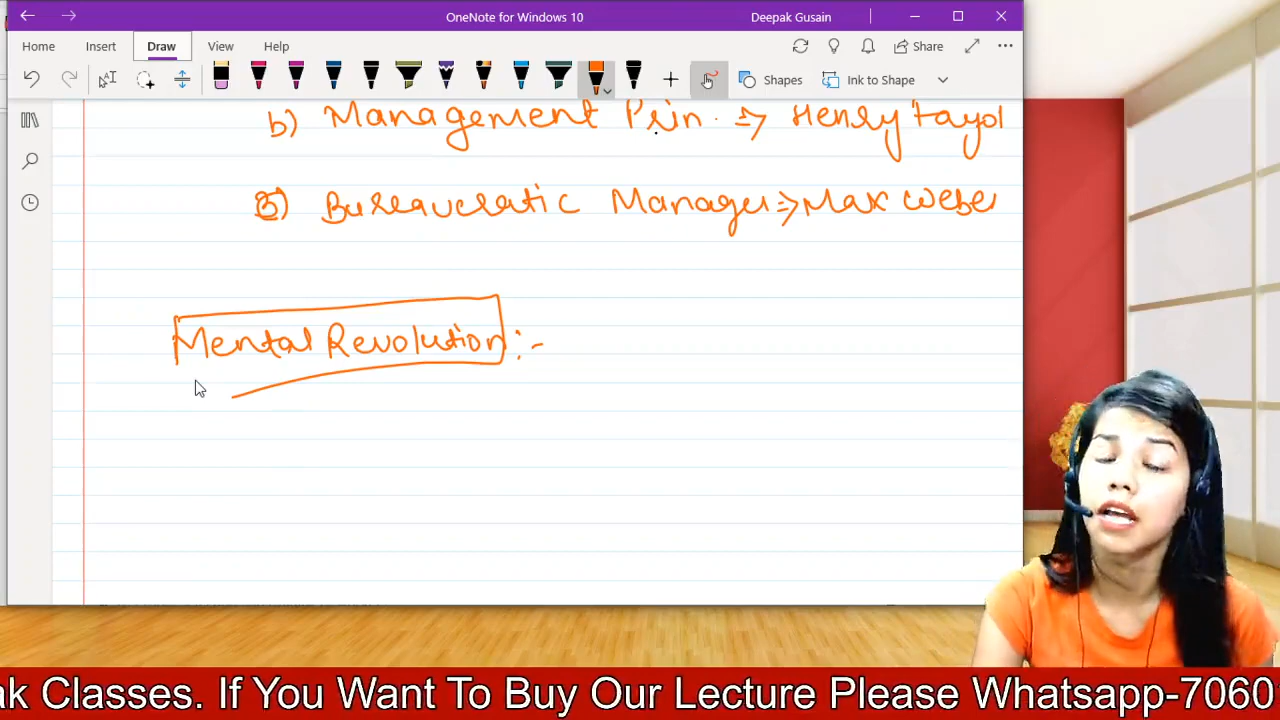 OneNote for Windows 10
Deepak Gusain
Home Insert Draw View Help
Share
Shapes
Ink to Shape
b) Management Prin. => Henry Fayol
3) Bureaucratic Manager => Max Weber
Mental Revolution :-
ak Classes. If You Want To Buy Our Lecture Please Whatsapp-7060